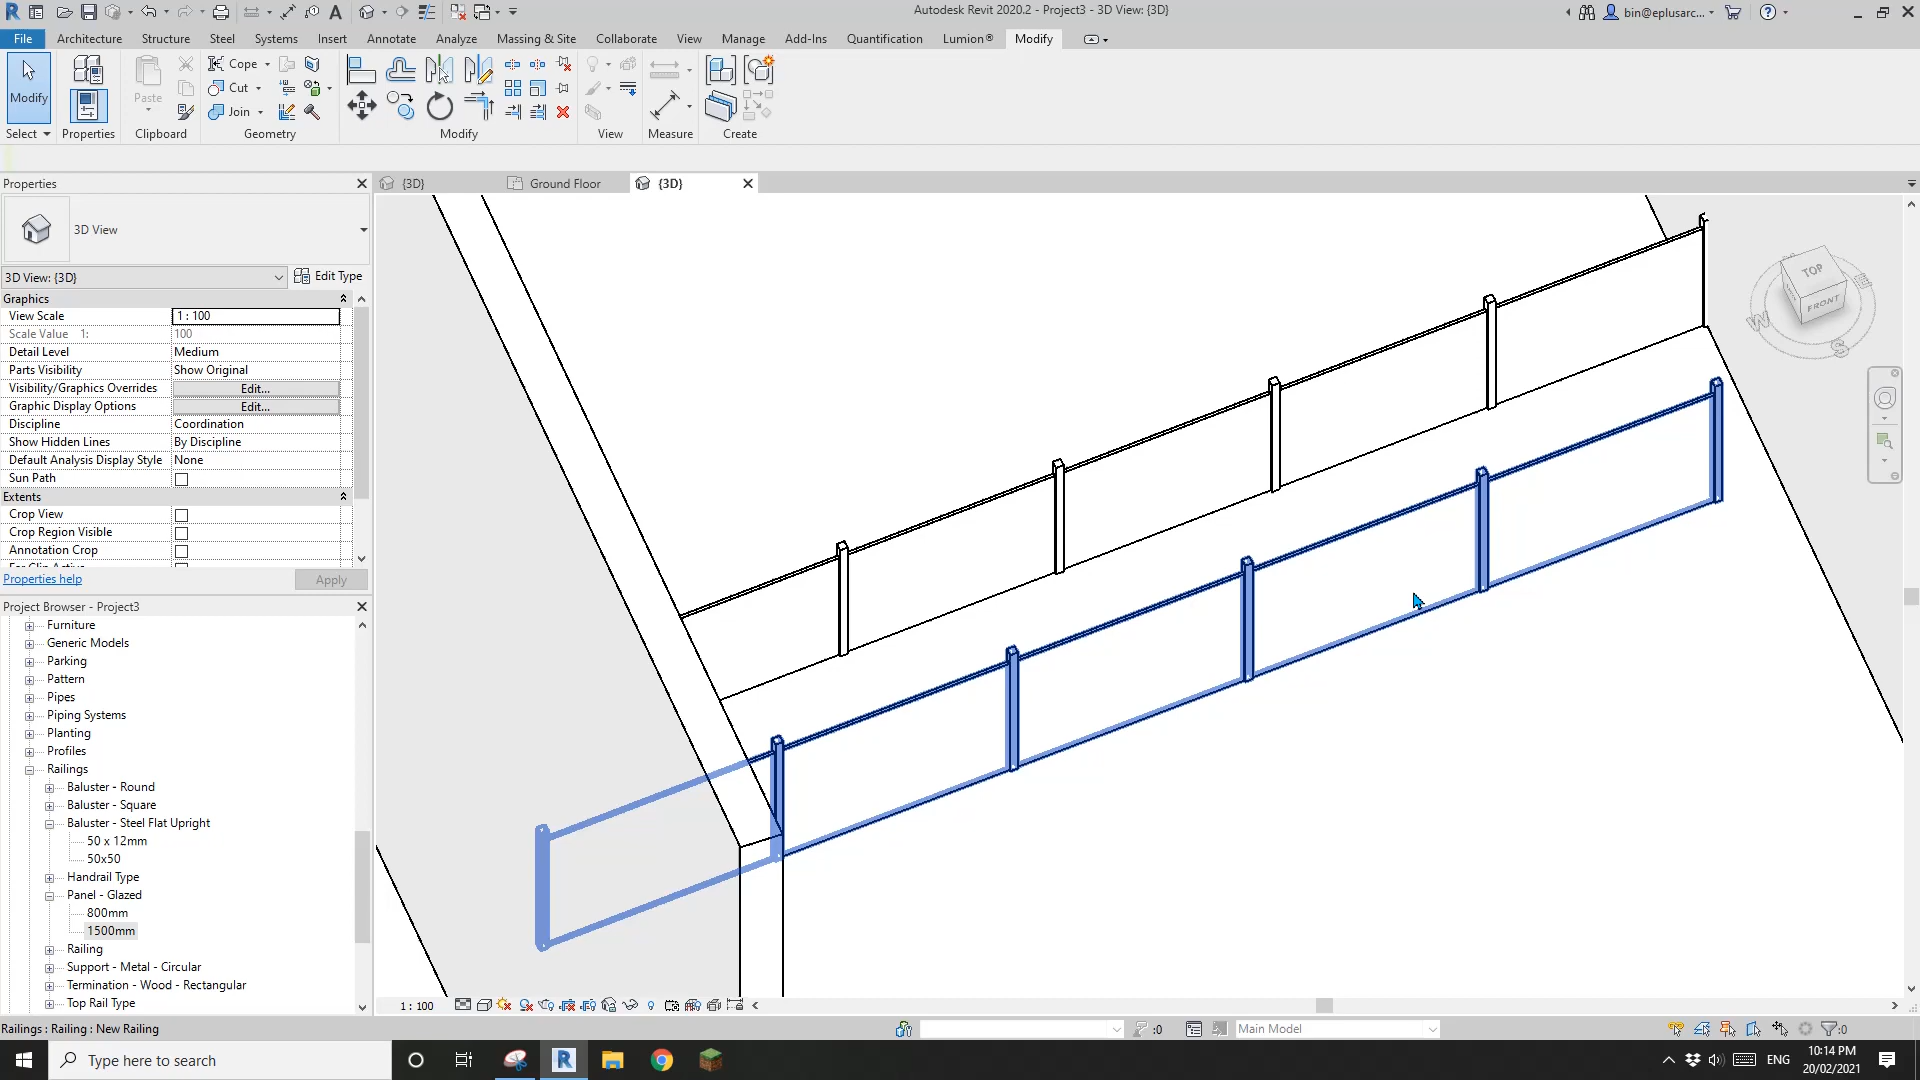 Autodesk Revit 2020.2 - Project3 - 3D View: {3D}
bin@eplusarc...
File Architecture Structure Steel Systems Insert Annotate Analyze Massing & Site Collaborate View Manage Add-Ins Quantification Lumion® Modify
Modify
Paste
Cope
Cut
Join
Select Properties Clipboard Geometry Modify View Measure Create
Properties
{3D} Ground Floor {3D}
3D View
3D View: {3D} Edit Type
Graphics
View Scale 1 : 100
Scale Value 1: 100
Detail Level Medium
Parts Visibility Show Original
Visibility/Graphics Overrides Edit...
Graphic Display Options Edit...
Discipline Coordination
Show Hidden Lines By Discipline
Default Analysis Display Style None
Sun Path
Extents
Crop View
Crop Region Visible
Annotation Crop
Properties help Apply
TOP
FRONT
W
E
S
Project Browser - Project3
Furniture
Generic Models
Parking
Pattern
Pipes
Piping Systems
Planting
Profiles
Railings
Baluster - Round
Baluster - Square
Baluster - Steel Flat Upright
50 x 12mm
50x50
Handrail Type
Panel - Glazed
800mm
1500mm
Railing
Support - Metal - Circular
Termination - Wood - Rectangular
Top Rail Type
1 : 100
Railings : Railing : New Railing
:0
Main Model
:0
Type here to search
ENG
10:14 PM
20/02/2021